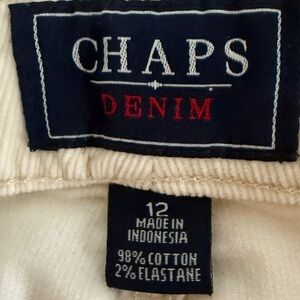 CHAPS
DENIM
12
MADE IN
INDONESIA
98% COTTON
2% ELASTANE